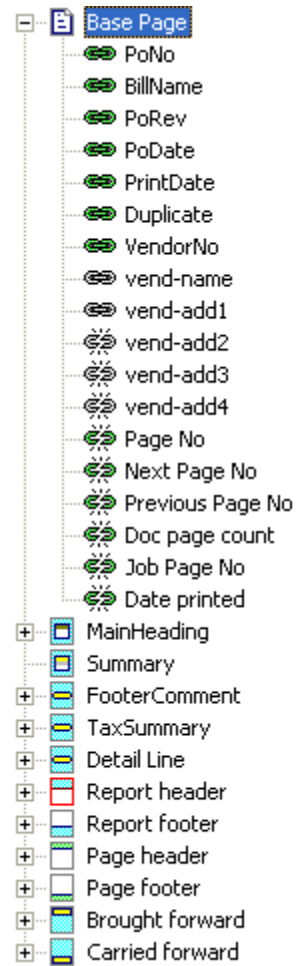 Base Page
PoNo
BillName
PoRev
PoDate
PrintDate
Duplicate
VendorNo
vend-name
vend-add1
vend-add2
vend-add3
vend-add4
Page No
Next Page No
Previous Page No
Doc page count
Job Page No
Date printed
MainHeading
Summary
FooterComment
TaxSummary
Detail Line
Report header
Report footer
Page header
Page footer
Brought forward
Carried forward